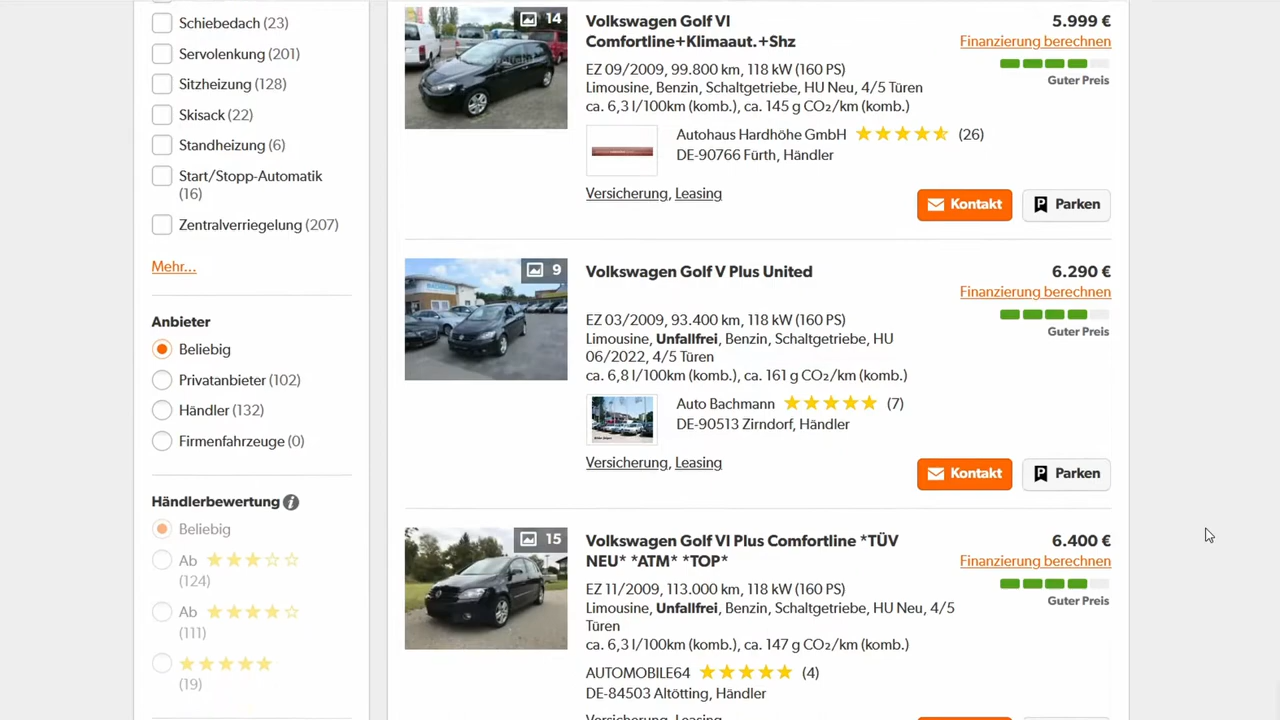 Schiebedach (23)
Servolenkung (201)
Sitzheizung (128)
Skisack (22)
Standheizung (6)
Start/Stopp-Automatik
(16)
Zentralverriegelung (207)
Mehr...
Anbieter
Beliebig
Privatanbieter (102)
Händler (132)
Firmenfahrzeuge (0)
Händlerbewertung i
Beliebig
Ab
(124)
Ab
(111)
(19)
14
Volkswagen Golf VI
Comfortline+Klimaaut.+Shz
5.999 €
Finanzierung berechnen
Guter Preis
EZ 09/2009, 99.800 km, 118 kW (160 PS)
Limousine, Benzin, Schaltgetriebe, HU Neu, 4/5 Türen
ca. 6,3 l/100km (komb.), ca. 145 g CO₂/km (komb.)
Autohaus Hardhöhe GmbH (26)
DE-90766 Fürth, Händler
Versicherung, Leasing
Kontakt
P Parken
9
Volkswagen Golf V Plus United
6.290 €
Finanzierung berechnen
Guter Preis
EZ 03/2009, 93.400 km, 118 kW (160 PS)
Limousine, Unfallfrei, Benzin, Schaltgetriebe, HU
06/2022, 4/5 Türen
ca. 6,8 l/100km (komb.), ca. 161 g CO₂/km (komb.)
Auto Bachmann (7)
DE-90513 Zirndorf, Händler
Versicherung, Leasing
Kontakt
P Parken
15
Volkswagen Golf VI Plus Comfortline *TÜV
NEU* *ATM* *TOP*
6.400 €
Finanzierung berechnen
Guter Preis
EZ 11/2009, 113.000 km, 118 kW (160 PS)
Limousine, Unfallfrei, Benzin, Schaltgetriebe, HU Neu, 4/5
Türen
ca. 6,3 l/100km (komb.), ca. 147 g CO₂/km (komb.)
AUTOMOBILE64 (4)
DE-84503 Altötting, Händler
Versicherung, Leasing